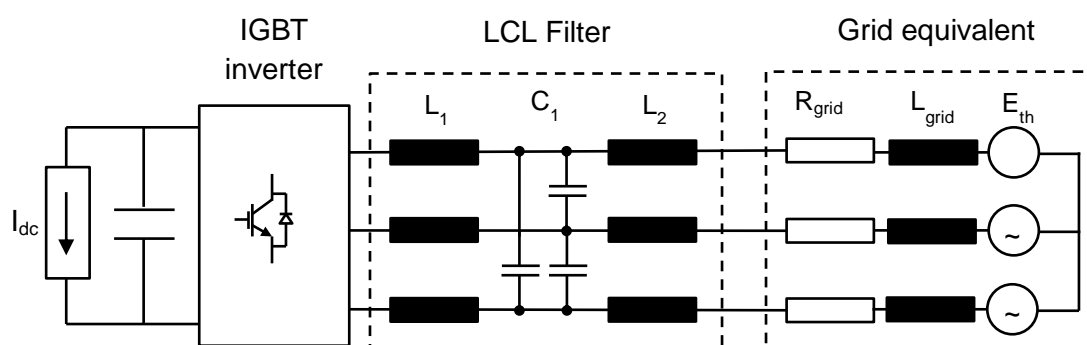 IGBT
inverter
LCL Filter
Grid equivalent
L1
C1
L2
Rgrid
Lgrid
Eth
Idc
~
~